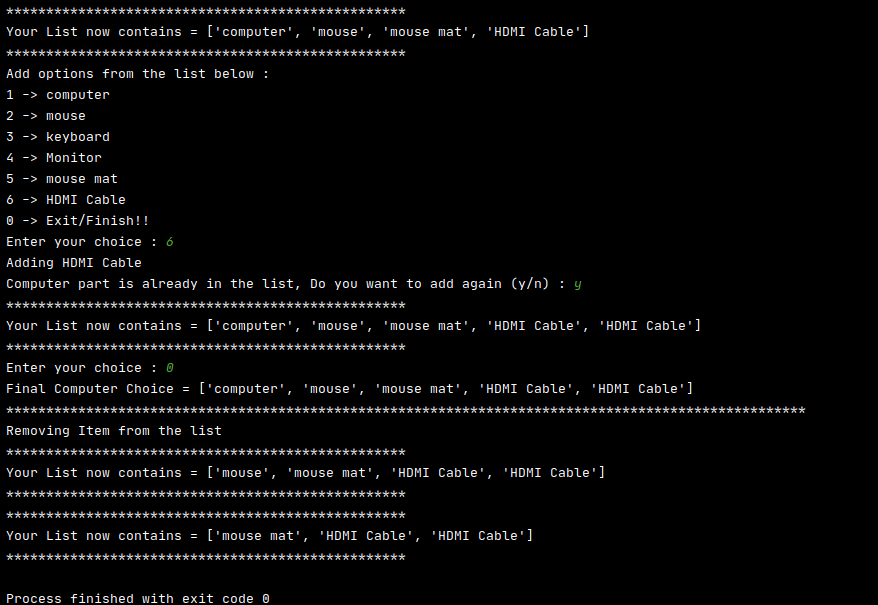 **************************************************
Your List now contains = ['computer', 'mouse', 'mouse mat', 'HDMI Cable']
**************************************************
Add options from the list below :
1 -> computer
2 -> mouse
3 -> keyboard
4 -> Monitor
5 -> mouse mat
6 -> HDMI Cable
0 -> Exit/Finish!!
Enter your choice : 6
Adding HDMI Cable
Computer part is already in the list, Do you want to add again (y/n) : y
**************************************************
Your List now contains = ['computer', 'mouse', 'mouse mat', 'HDMI Cable', 'HDMI Cable']
**************************************************
Enter your choice : 0
Final Computer Choice = ['computer', 'mouse', 'mouse mat', 'HDMI Cable', 'HDMI Cable']
****************************************************************************************************
Removing Item from the list
**************************************************
Your List now contains = ['mouse', 'mouse mat', 'HDMI Cable', 'HDMI Cable']
**************************************************
**************************************************
Your List now contains = ['mouse mat', 'HDMI Cable', 'HDMI Cable']
**************************************************
Process finished with exit code 0